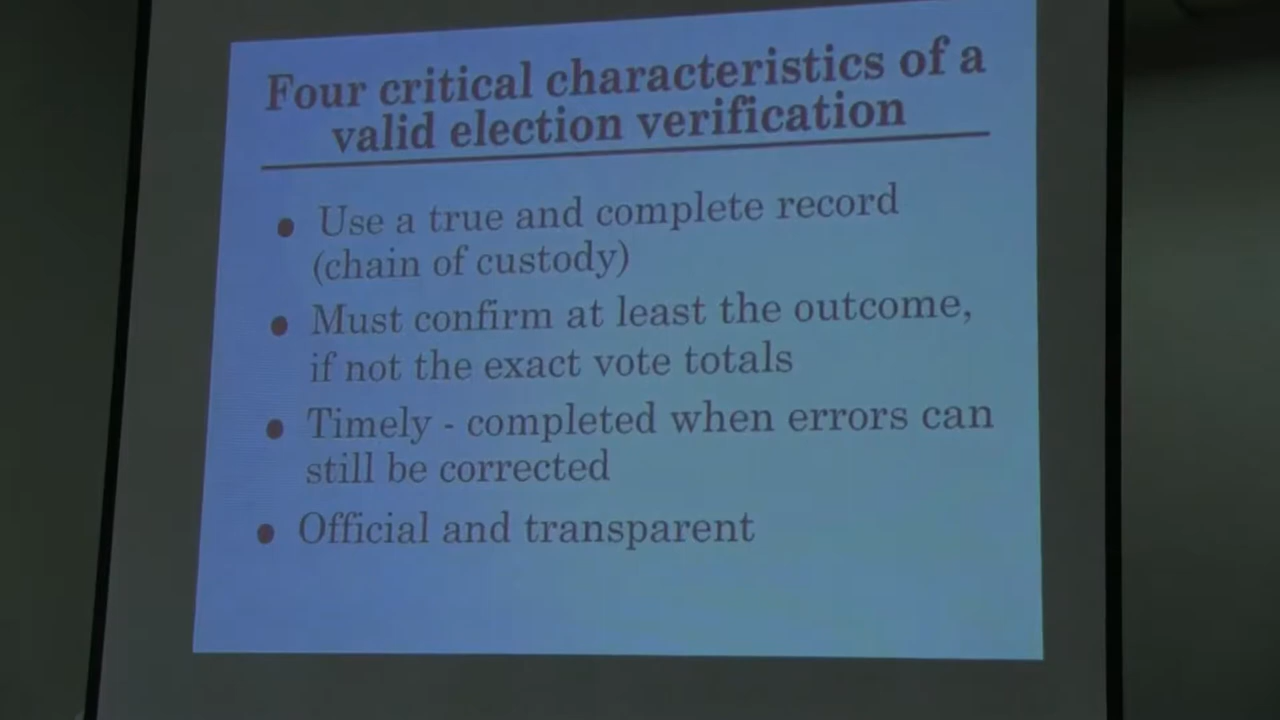 Four critical characteristics of a
valid election verification
● Use a true and complete record
(chain of custody)
● Must confirm at least the outcome,
if not the exact vote totals
● Timely - completed when errors can
still be corrected
● Official and transparent